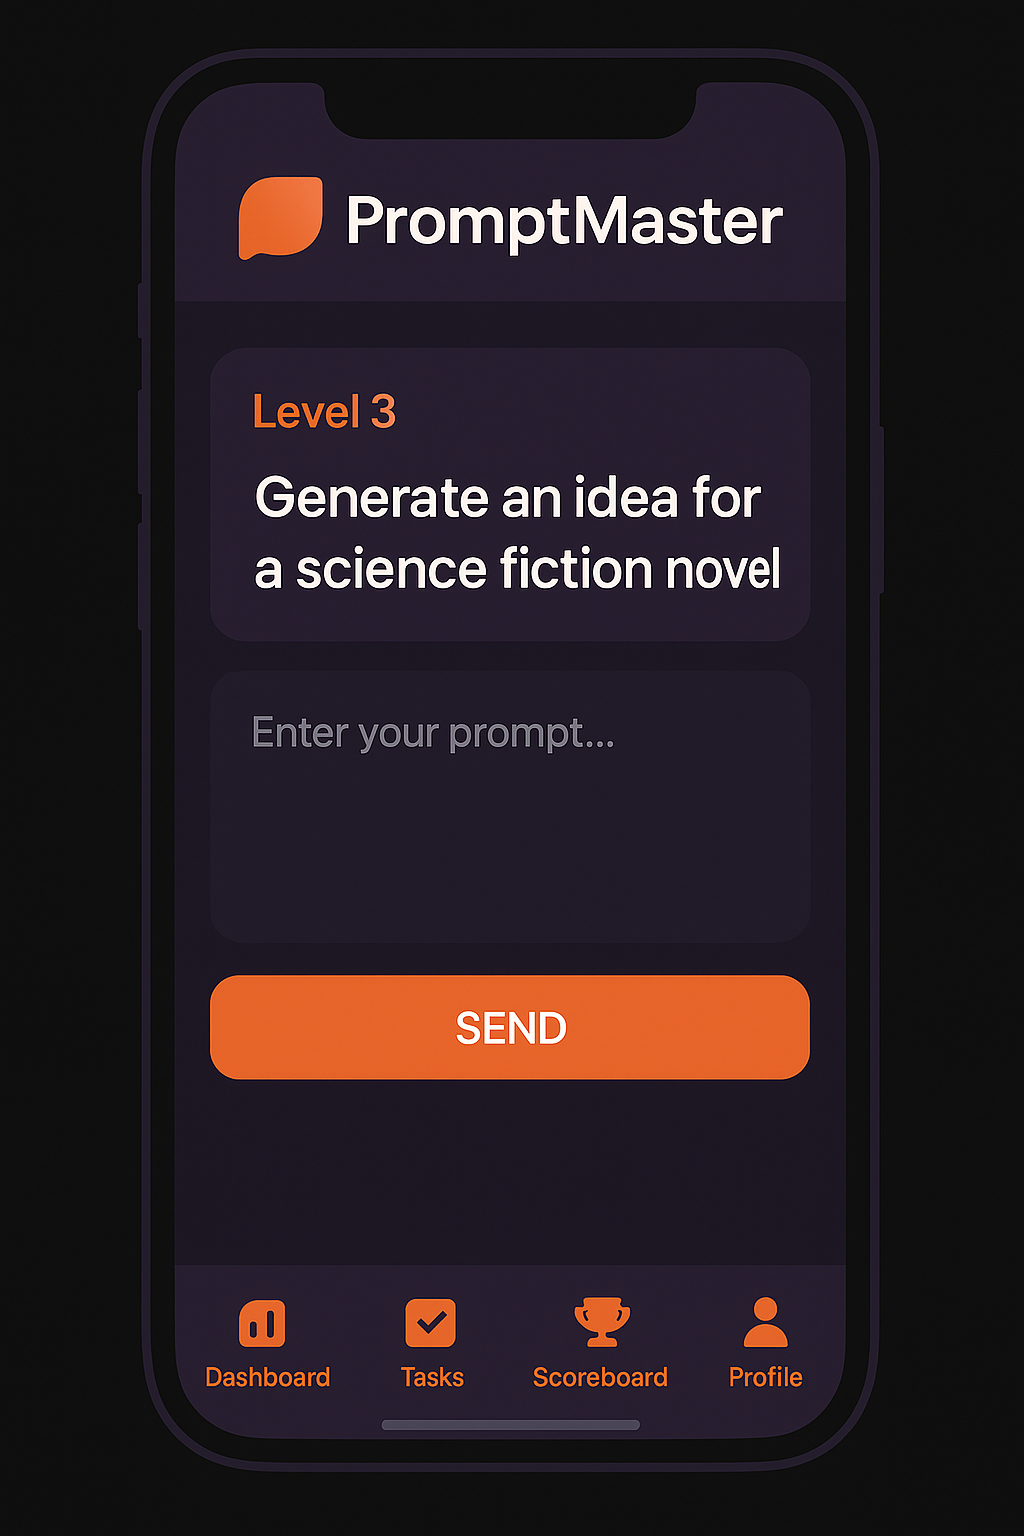 PromptMaster
Level 3
Generate an idea for
a science fiction novel
Enter your prompt...
SEND
Dashboard Tasks Scoreboard Profile